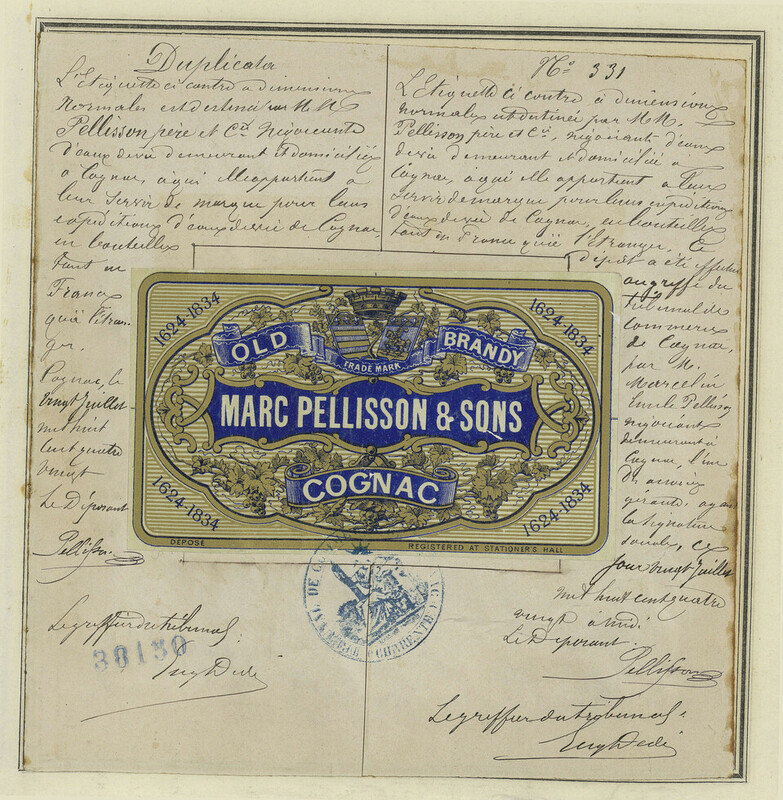 Duplicata
L'Etiquette ci contre à dimensions
normales est destinée par MM.
Pellisson père et Cie négociants
d'eaux de vie demeurant et domiciliés
à Cognac, à qui elle appartient à
leur servir de marque pour leurs
expéditions d'eaux de vie de Cognac,
en bouteilles
tant en
France
qu'à l'étran-
ger.
Cognac, le
vingt Juillet
mil huit
cent quatre
vingt
Le Déposant
Pellisson
Le greffier du tribunal
38130
No 331
L'Etiquette ci contre à dimensions
normales est destinée par MM.
Pellisson père et Cie, négociants d'eaux
de vie demeurant et domicilié à
Cognac, à qui elle appartient à leur
servir de marque pour leurs expéditions
d'eaux de vie de Cognac, en bouteilles
tant en France qu'à l'étranger. Ce
dépôt a été effectué
au greffe du
tribunal de
commerce
de Cognac,
par M.
Marcelin
Emile Pellisson
négociant
demeurant à
Cognac, l'un
des associés
gérants, ayant
la signature
sociale, ce
jour vingt Juillet
mil huit cent quatre
vingt à midi
Le Déposant.
Pellisson
Le greffier du tribunal.
1624-1834 1624-1834
OLD BRANDY
TRADE MARK
MARC PELLISSON & SONS
COGNAC
1624-1834 1624-1834
DÉPOSÉ REGISTERED AT STATIONER'S HALL
CHARENTE